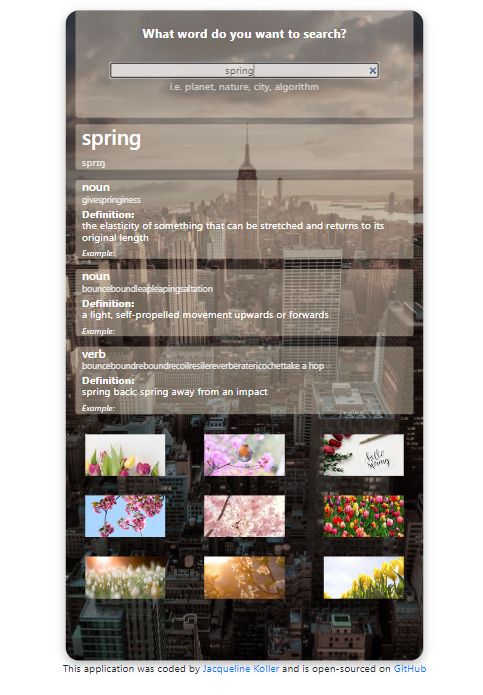 What word do you want to search?
spring
i.e. planet, nature, city, algorithm
spring
sprɪŋ
noun
givespringiness
Definition:
the elasticity of something that can be stretched and returns to its
original length
Example:
noun
bounceboundleapleapingsaltation
Definition:
a light, self-propelled movement upwards or forwards
Example:
verb
bounceboundreboundrecoilresilereverberatericochettake a hop
Definition:
spring back; spring away from an impact
Example:
hello
spring
This application was coded by Jacqueline Koller and is open-sourced on GitHub